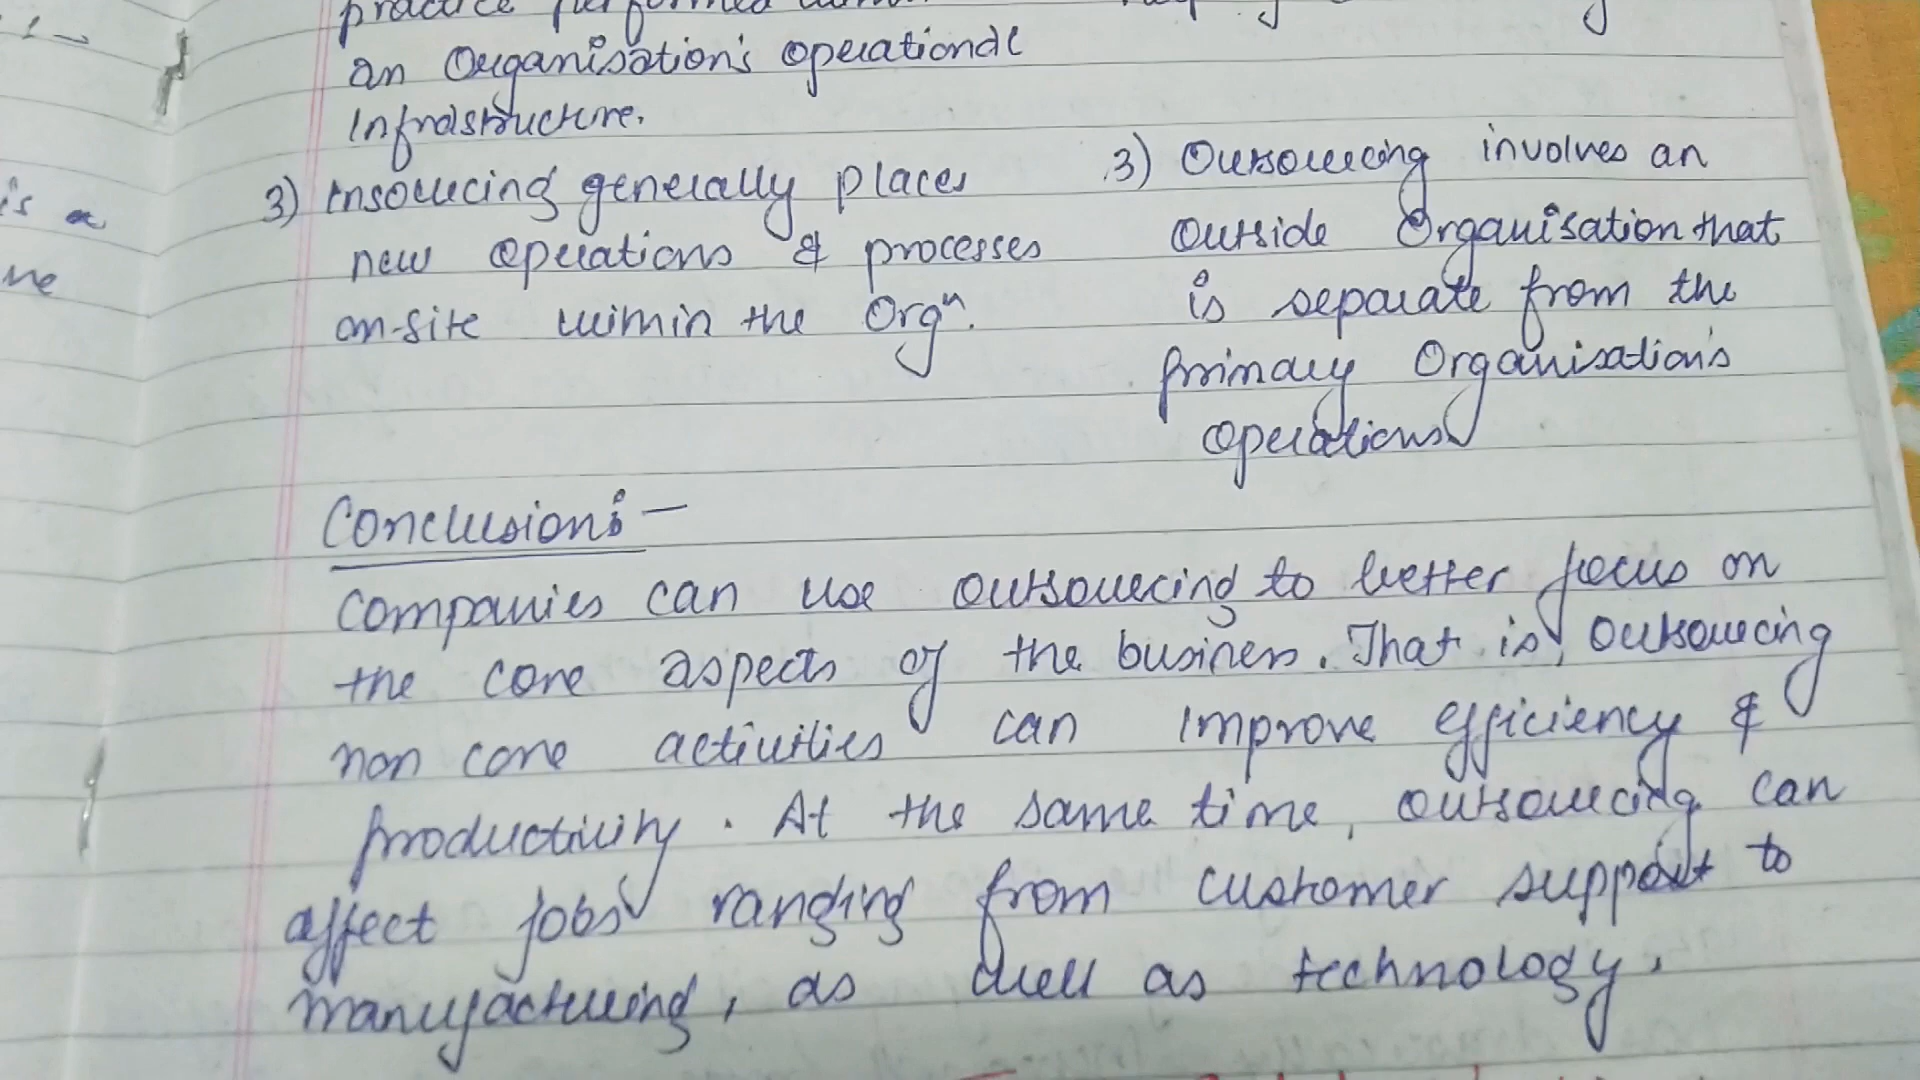 practice performed
an Organisation's operational
Infrastructure.
3) Insourcing generally places
new operations & processes
on-site within the Orgⁿ.
3) Outsourcing involves an
outside Organisation that
is separate from the
primary Organisation's
operations
Conclusion:-
Companies can use outsourcing to better focus on
the core aspects of the business. That is, outsourcing
non core activities can improve efficiency &
productivity. At the same time, outsourcing can
affect jobs ranging from customer support to
manufacturing, as well as technology.
is a